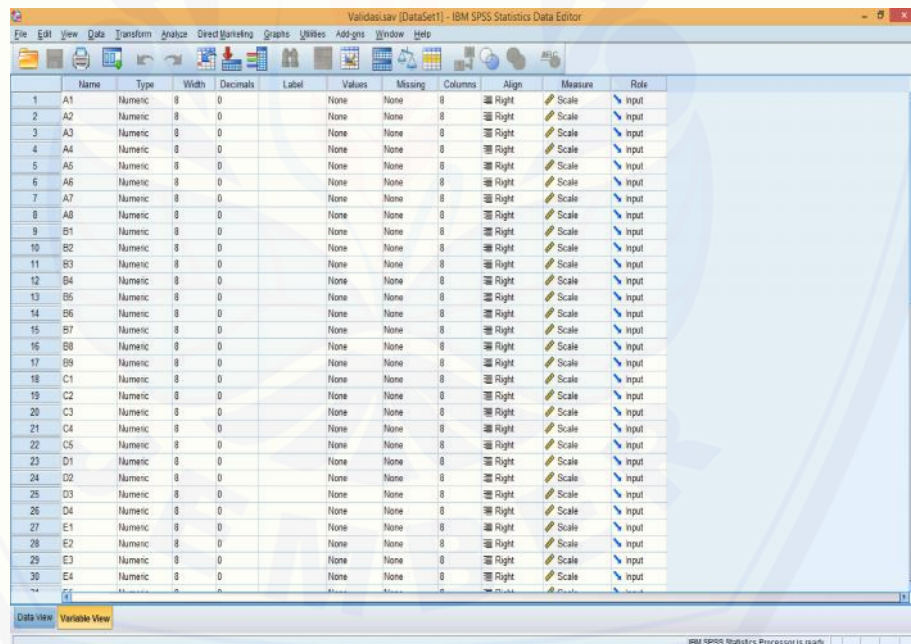 Validasi.sav [DataSet1] - IBM SPSS Statistics Data Editor
File Edit View Data Transform Analyze Direct Marketing Graphs Utilities Add-ons Window Help
Name Type Width Decimals Label Values Missing Columns Align Measure Role
1 A1 Numeric 8 0 None None 8 Right Scale Input
2 A2 Numeric 8 0 None None 8 Right Scale Input
3 A3 Numeric 8 0 None None 8 Right Scale Input
4 A4 Numeric 8 0 None None 8 Right Scale Input
5 A5 Numeric 8 0 None None 8 Right Scale Input
6 A6 Numeric 8 0 None None 8 Right Scale Input
7 A7 Numeric 8 0 None None 8 Right Scale Input
8 A8 Numeric 8 0 None None 8 Right Scale Input
9 B1 Numeric 8 0 None None 8 Right Scale Input
10 B2 Numeric 8 0 None None 8 Right Scale Input
11 B3 Numeric 8 0 None None 8 Right Scale Input
12 B4 Numeric 8 0 None None 8 Right Scale Input
13 B5 Numeric 8 0 None None 8 Right Scale Input
14 B6 Numeric 8 0 None None 8 Right Scale Input
15 B7 Numeric 8 0 None None 8 Right Scale Input
16 B8 Numeric 8 0 None None 8 Right Scale Input
17 B9 Numeric 8 0 None None 8 Right Scale Input
18 C1 Numeric 8 0 None None 8 Right Scale Input
19 C2 Numeric 8 0 None None 8 Right Scale Input
20 C3 Numeric 8 0 None None 8 Right Scale Input
21 C4 Numeric 8 0 None None 8 Right Scale Input
22 C5 Numeric 8 0 None None 8 Right Scale Input
23 D1 Numeric 8 0 None None 8 Right Scale Input
24 D2 Numeric 8 0 None None 8 Right Scale Input
25 D3 Numeric 8 0 None None 8 Right Scale Input
26 D4 Numeric 8 0 None None 8 Right Scale Input
27 E1 Numeric 8 0 None None 8 Right Scale Input
28 E2 Numeric 8 0 None None 8 Right Scale Input
29 E3 Numeric 8 0 None None 8 Right Scale Input
30 E4 Numeric 8 0 None None 8 Right Scale Input
Data View Variable View
IBM SPSS Statistics Processor is ready